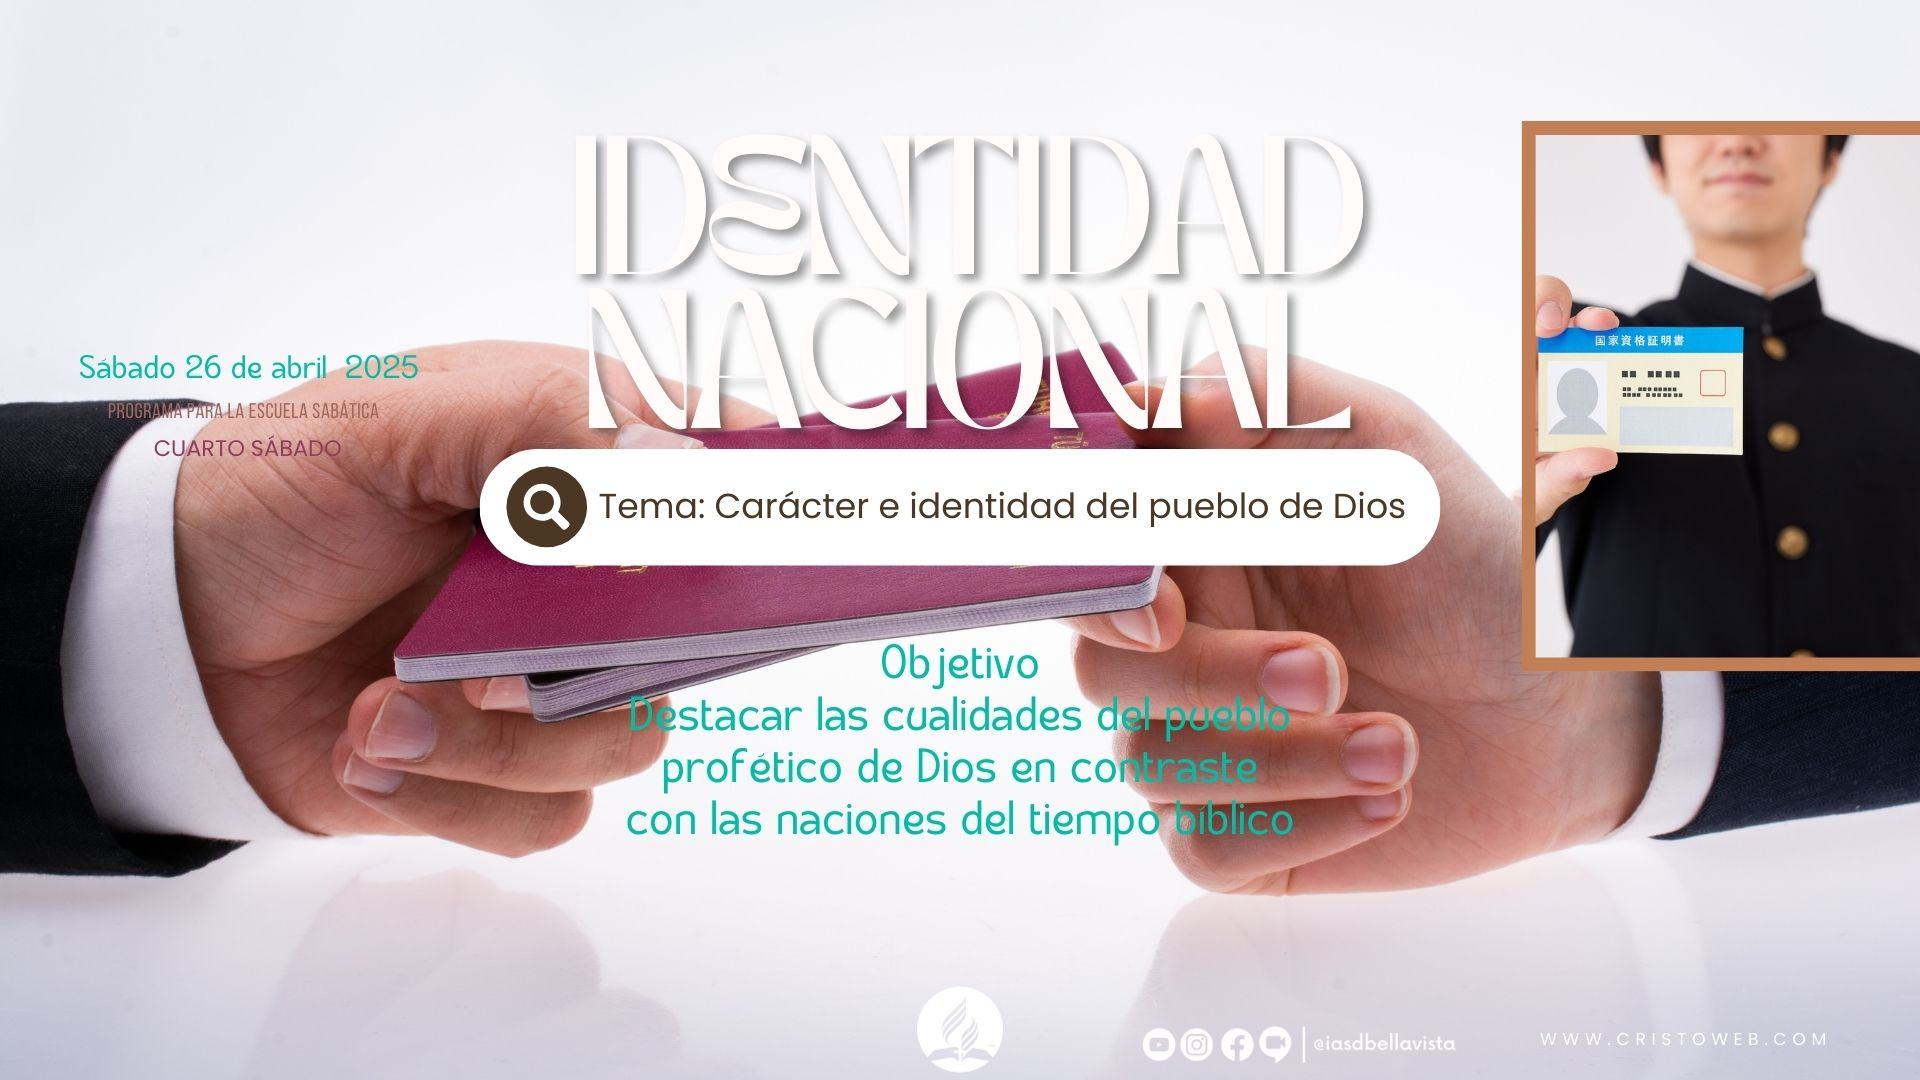 IDENTIDAD
NACIONAL
Sábado 26 de abril 2025
PROGRAMA PARA LA ESCUELA SABÁTICA
CUARTO SÁBADO
Tema: Carácter e identidad del pueblo de Dios
国家資格証明書
Objetivo
Destacar las cualidades del pueblo
profético de Dios en contraste
con las naciones del tiempo bíblico
@iasdbellavista
WWW.CRISTOWEB.COM